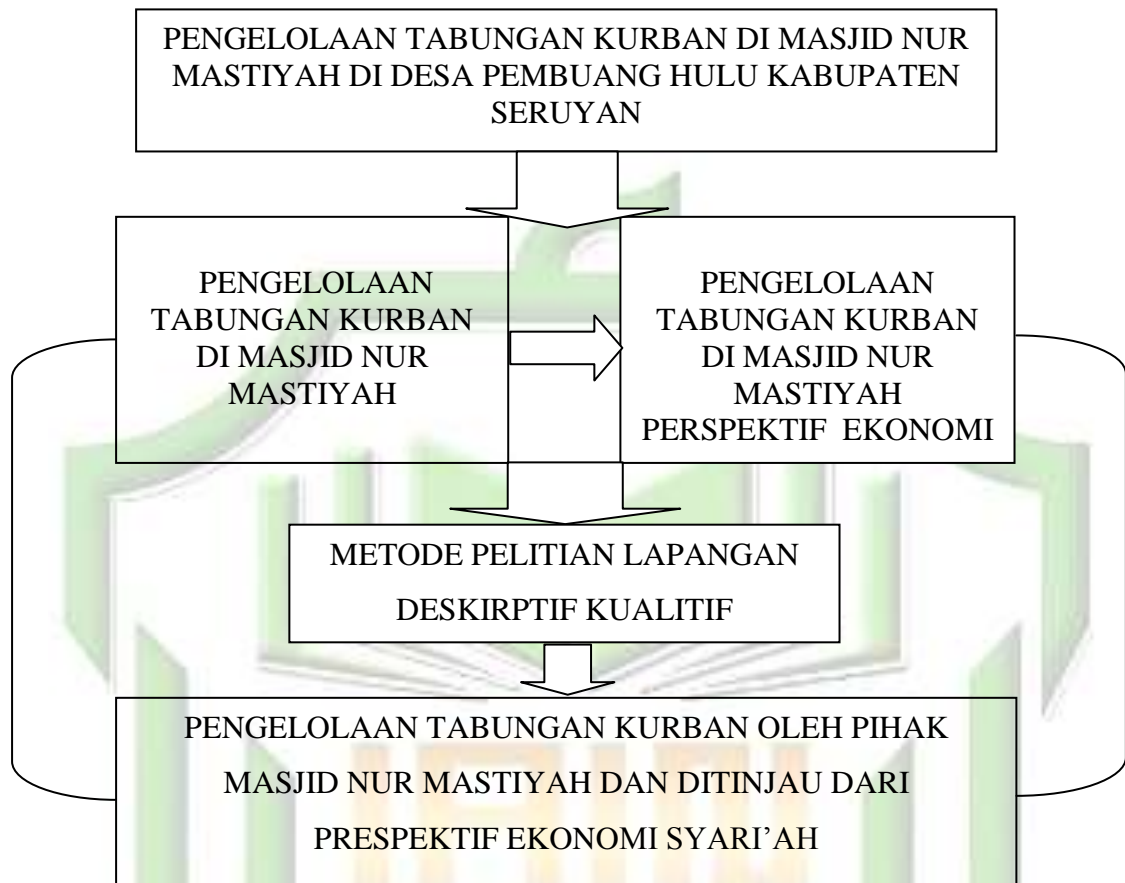 PENGELOLAAN TABUNGAN KURBAN DI MASJID NUR
MASTIYAH DI DESA PEMBUANG HULU KABUPATEN
SERUYAN
PENGELOLAAN
TABUNGAN KURBAN
DI MASJID NUR
MASTIYAH
PENGELOLAAN
TABUNGAN KURBAN
DI MASJID NUR
MASTIYAH
PERSPEKTIF EKONOMI
METODE PELITIAN LAPANGAN
DESKIRPTIF KUALITIF
PENGELOLAAN TABUNGAN KURBAN OLEH PIHAK
MASJID NUR MASTIYAH DAN DITINJAU DARI
PRESPEKTIF EKONOMI SYARI’AH